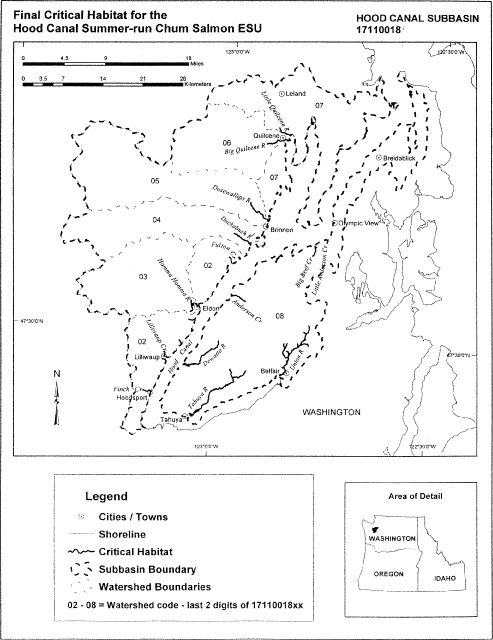 Final Critical Habitat for the
Hood Canal Summer-run Chum Salmon ESU
HOOD CANAL SUBBASIN
17110018
0 4.5 9 18
Miles
0 3.5 7 14 21 28
Kilometers
123°0'0"W
122°30'0"W
Leland
Little Quilcene R
07
Quilcene
06
Big Quilcene R
Breidablick
07
05
Dosewallips R
04
Duckabush R
Brinnon
Olympic View
Fulton Cr
02
Hamma Hamma R
03
Big Beef Cr
Little Anderson Cr
Eldon
Anderson Cr
08
47°30'0"N
47°30'0"N
Lilliwaup Cr
02
Lilliwaup
Hood Canal
Dewatto R
Belfair
Union R
N
Finch Cr
Hoodsport
Tahuya R
Tahuya
WASHINGTON
123°0'0"W
122°30'0"W
Legend
Cities / Towns
Shoreline
Critical Habitat
Subbasin Boundary
Watershed Boundaries
02 - 08 = Watershed code - last 2 digits of 17110018xx
Area of Detail
WASHINGTON
OREGON
IDAHO